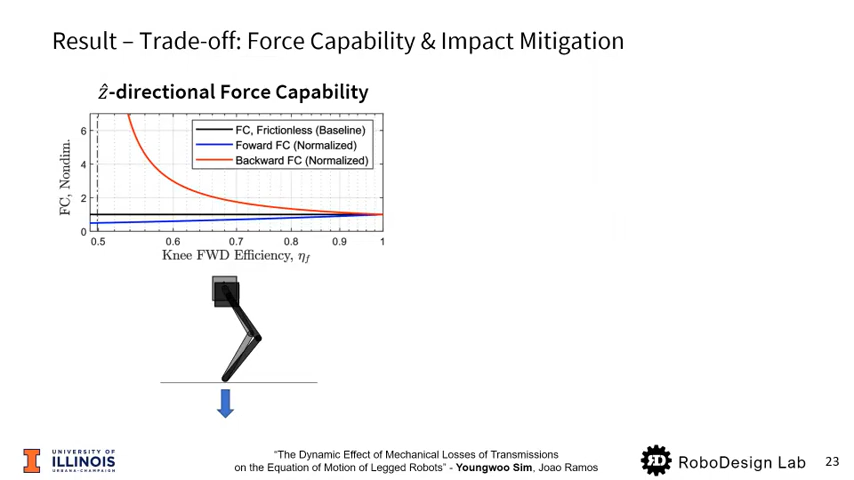 Result – Trade-off: Force Capability & Impact Mitigation
ẑ-directional Force Capability
FC, Frictionless (Baseline)
Foward FC (Normalized)
Backward FC (Normalized)
FC, Nondim.
6
4
2
0
0.5 0.6 0.7 0.8 0.9 1
Knee FWD Efficiency, η_f
UNIVERSITY OF
ILLINOIS
URBANA-CHAMPAIGN
“The Dynamic Effect of Mechanical Losses of Transmissions
on the Equation of Motion of Legged Robots” - Youngwoo Sim, Joao Ramos
RoboDesign Lab
23